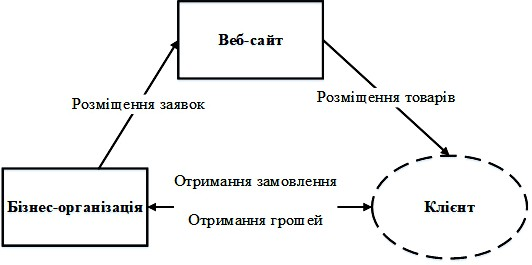 Веб-сайт
Розміщення заявок
Розміщення товарів
Отримання замовлення
Бізнес-організація
Клієнт
Отримання грошей